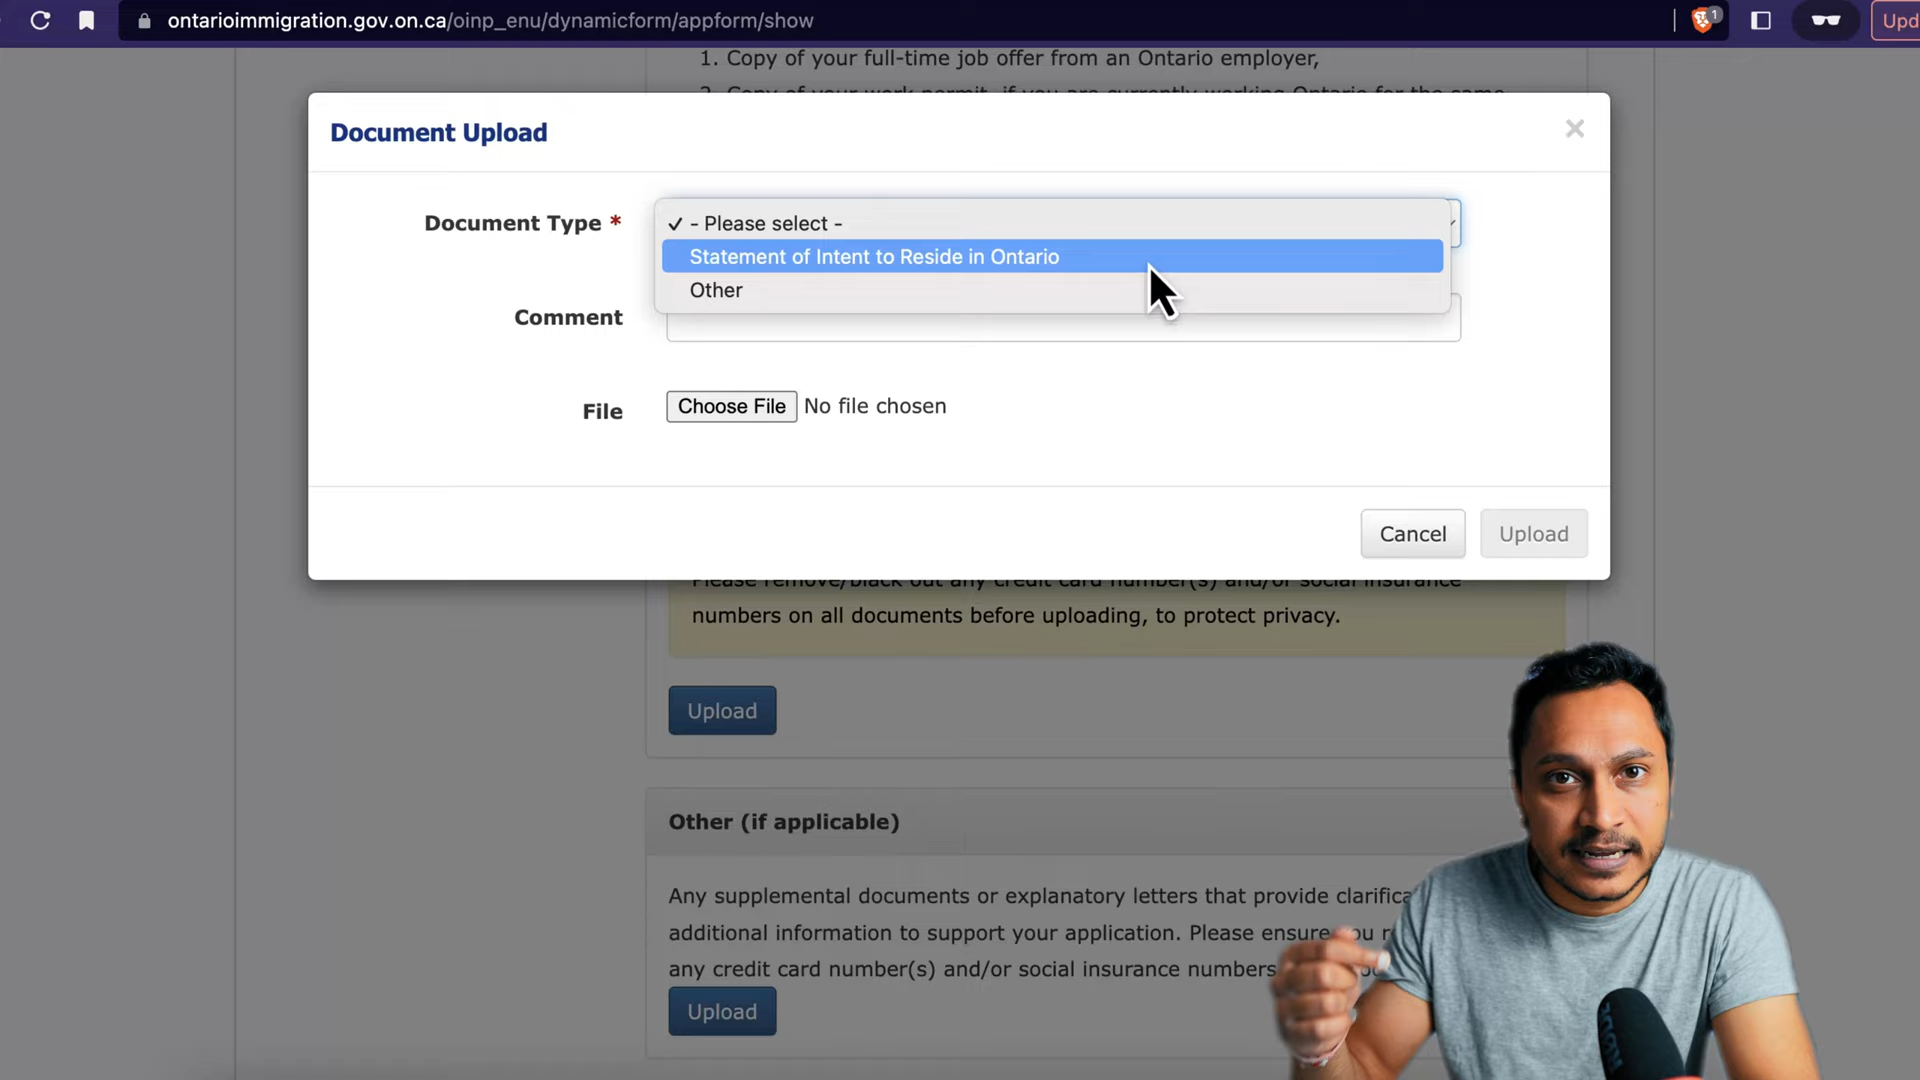 ontarioimmigration.gov.on.ca/oinp_enu/dynamicform/appform/show
1
Upd
1. Copy of your full-time job offer from an Ontario employer,
2. Copy of your work permit, if you are currently working Ontario for the same
Document Upload
×
Document Type *
✓ - Please select -
Statement of Intent to Reside in Ontario
Other
Comment
File
Choose File No file chosen
Cancel
Upload
Please remove/black out any credit card number(s) and/or social insurance
numbers on all documents before uploading, to protect privacy.
Upload
Other (if applicable)
Any supplemental documents or explanatory letters that provide clarifica
additional information to support your application. Please ensure you r
any credit card number(s) and/or social insurance numbers
Upload